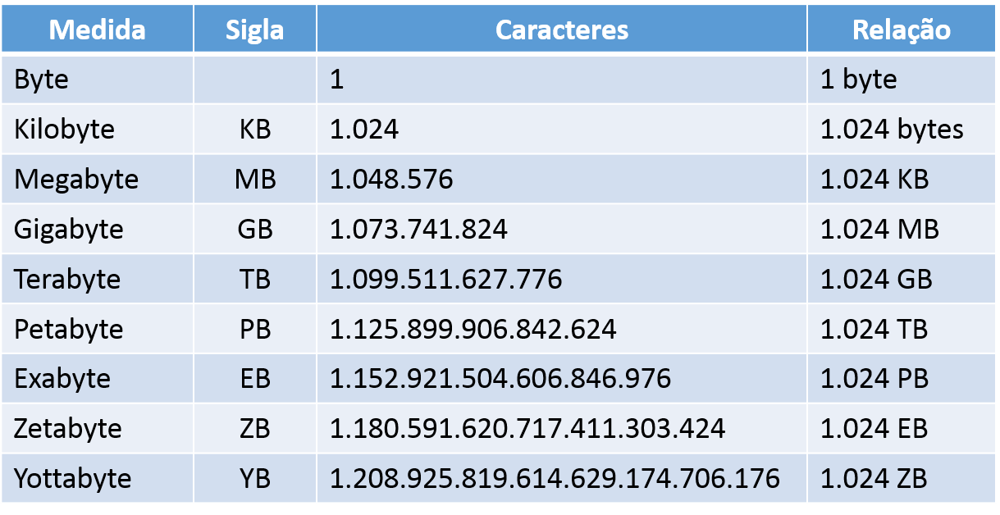 Medida Sigla Caracteres Relação
Byte 1 1 byte
Kilobyte KB 1.024 1.024 bytes
Megabyte MB 1.048.576 1.024 KB
Gigabyte GB 1.073.741.824 1.024 MB
Terabyte TB 1.099.511.627.776 1.024 GB
Petabyte PB 1.125.899.906.842.624 1.024 TB
Exabyte EB 1.152.921.504.606.846.976 1.024 PB
Zetabyte ZB 1.180.591.620.717.411.303.424 1.024 EB
Yottabyte YB 1.208.925.819.614.629.174.706.176 1.024 ZB